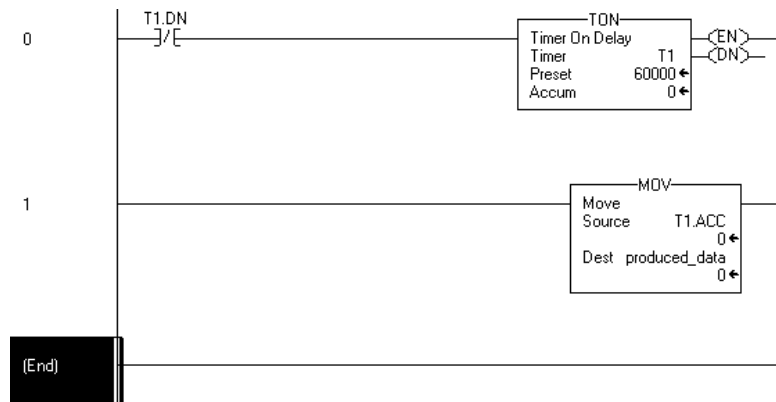 T1.DN
0
TON
Timer On Delay
Timer T1
Preset 60000
Accum 0
EN
DN
1
MOV
Move
Source T1.ACC
0
Dest produced_data
0
(End)